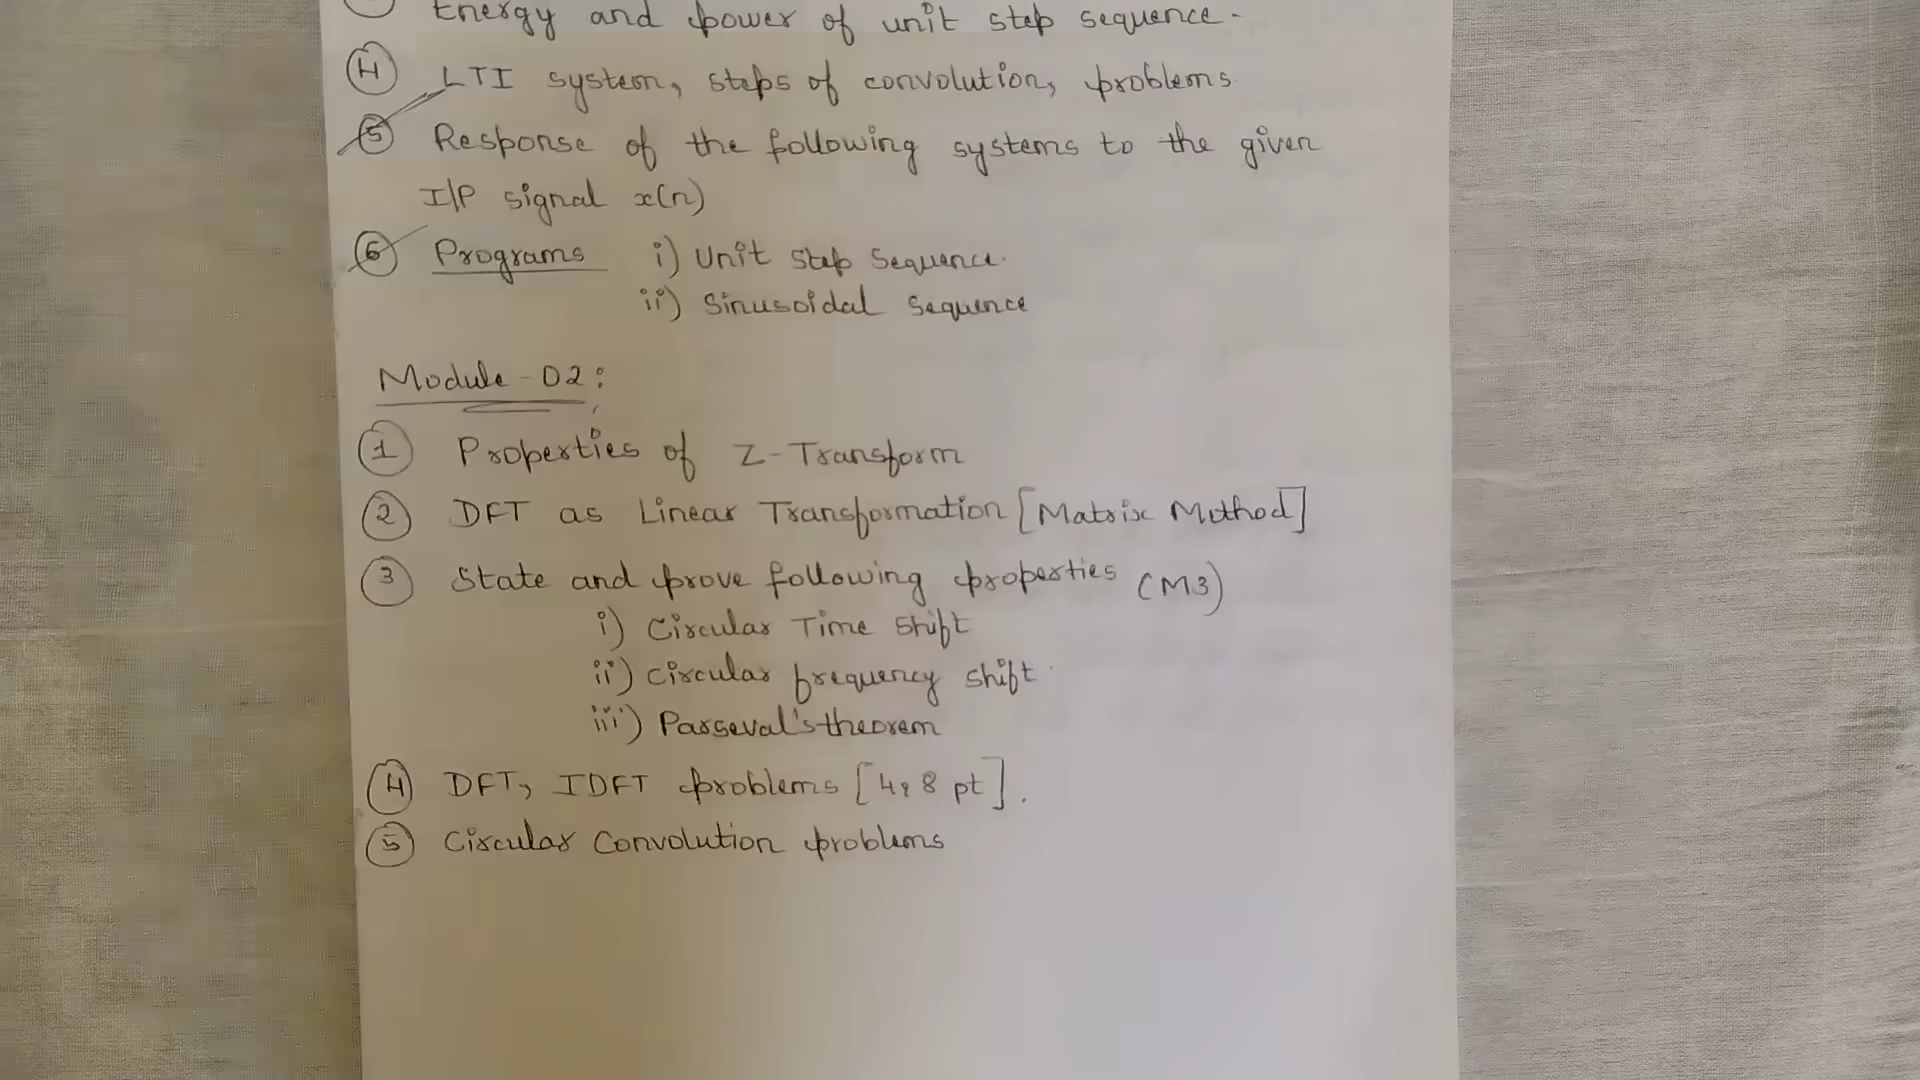 Energy and power of unit step sequence.
4 LTI system, steps of convolution, problems
5 Response of the following systems to the given
I/P signal x(n)
6 Programs i) Unit Step Sequence.
ii) Sinusoidal Sequence
Module-02:
1 Properties of Z-Transform
2 DFT as Linear Transformation [Matrix Method]
3 State and prove following properties (M3)
i) Circular Time Shift
ii) Circular frequency shift
iii) Parseval's theorem
4 DFT, IDFT problems [4,8 pt].
5 Circular Convolution problems